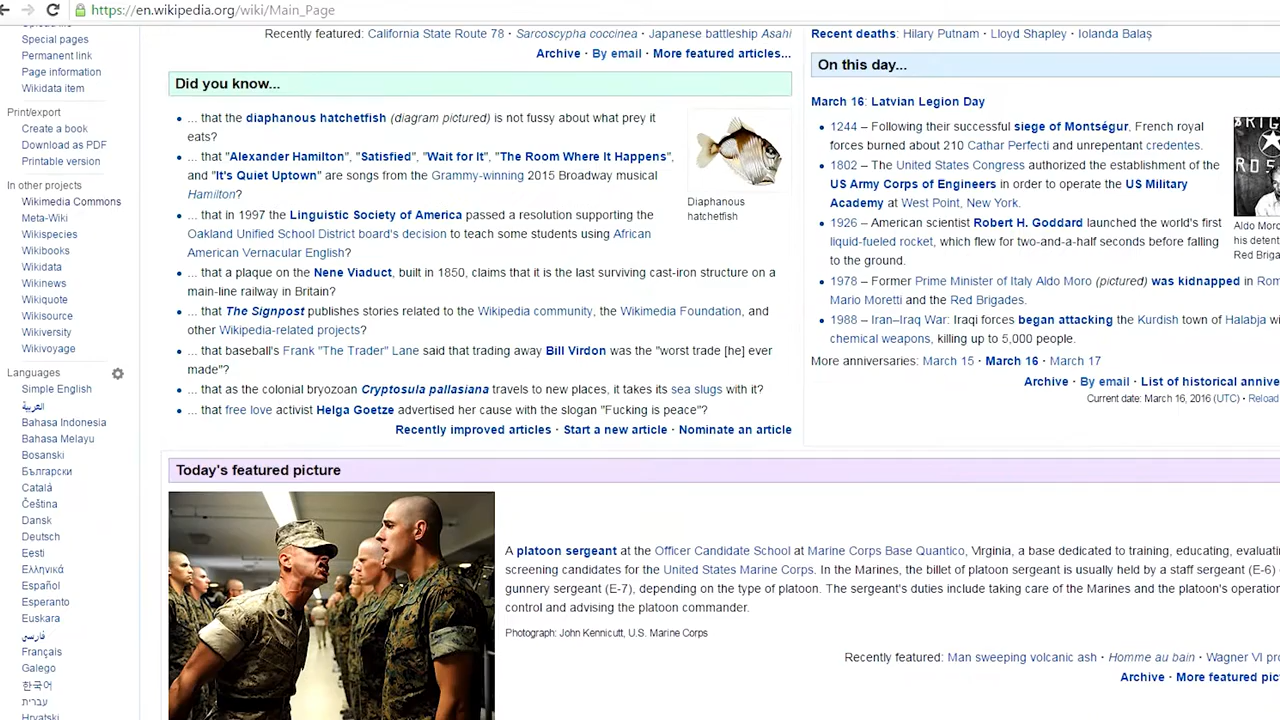 https://en.wikipedia.org/wiki/Main_Page
Special pages
Permanent link
Page information
Wikidata item
Print/export
Create a book
Download as PDF
Printable version
In other projects
Wikimedia Commons
Meta-Wiki
Wikispecies
Wikibooks
Wikidata
Wikinews
Wikiquote
Wikisource
Wikiversity
Wikivoyage
Languages
Simple English
العربية
Bahasa Indonesia
Bahasa Melayu
Bosanski
Български
Català
Čeština
Dansk
Deutsch
Eesti
Ελληνικά
Español
Esperanto
Euskara
فارسی
Français
Galego
한국어
עברית
Hrvatski
Recently featured: California State Route 78 · Sarcoscypha coccinea · Japanese battleship Asahi
Archive · By email · More featured articles...
Did you know...
... that the diaphanous hatchetfish (diagram pictured) is not fussy about what prey it
eats?
... that "Alexander Hamilton", "Satisfied", "Wait for It", "The Room Where It Happens",
and "It's Quiet Uptown" are songs from the Grammy-winning 2015 Broadway musical
Hamilton?
... that in 1997 the Linguistic Society of America passed a resolution supporting the
Oakland Unified School District board's decision to teach some students using African
American Vernacular English?
... that a plaque on the Nene Viaduct, built in 1850, claims that it is the last surviving cast-iron structure on a
main-line railway in Britain?
... that The Signpost publishes stories related to the Wikipedia community, the Wikimedia Foundation, and
other Wikipedia-related projects?
... that baseball's Frank "The Trader" Lane said that trading away Bill Virdon was the "worst trade [he] ever
made"?
... that as the colonial bryozoan Cryptosula pallasiana travels to new places, it takes its sea slugs with it?
... that free love activist Helga Goetze advertised her cause with the slogan "Fucking is peace"?
Diaphanous
hatchetfish
Recently improved articles · Start a new article · Nominate an article
Recent deaths: Hilary Putnam · Lloyd Shapley · Iolanda Balaș
On this day...
March 16: Latvian Legion Day
1244 – Following their successful siege of Montségur, French royal
forces burned about 210 Cathar Perfecti and unrepentant credentes.
1802 – The United States Congress authorized the establishment of the
US Army Corps of Engineers in order to operate the US Military
Academy at West Point, New York.
1926 – American scientist Robert H. Goddard launched the world's first
liquid-fueled rocket, which flew for two-and-a-half seconds before falling
to the ground.
1978 – Former Prime Minister of Italy Aldo Moro (pictured) was kidnapped in Rom
Mario Moretti and the Red Brigades.
1988 – Iran–Iraq War: Iraqi forces began attacking the Kurdish town of Halabja wi
chemical weapons, killing up to 5,000 people.
BRIG
ROS
Aldo Moro
his deten
Red Briga
More anniversaries: March 15 · March 16 · March 17
Archive · By email · List of historical annive
Current date: March 16, 2016 (UTC) · Reload
Today's featured picture
A platoon sergeant at the Officer Candidate School at Marine Corps Base Quantico, Virginia, a base dedicated to training, educating, evaluati
screening candidates for the United States Marine Corps. In the Marines, the billet of platoon sergeant is usually held by a staff sergeant (E-6)
gunnery sergeant (E-7), depending on the type of platoon. The sergeant's duties include taking care of the Marines and the platoon's operation
control and advising the platoon commander.
Photograph: John Kennicutt, U.S. Marine Corps
Recently featured: Man sweeping volcanic ash · Homme au bain · Wagner VI pro
Archive · More featured pic